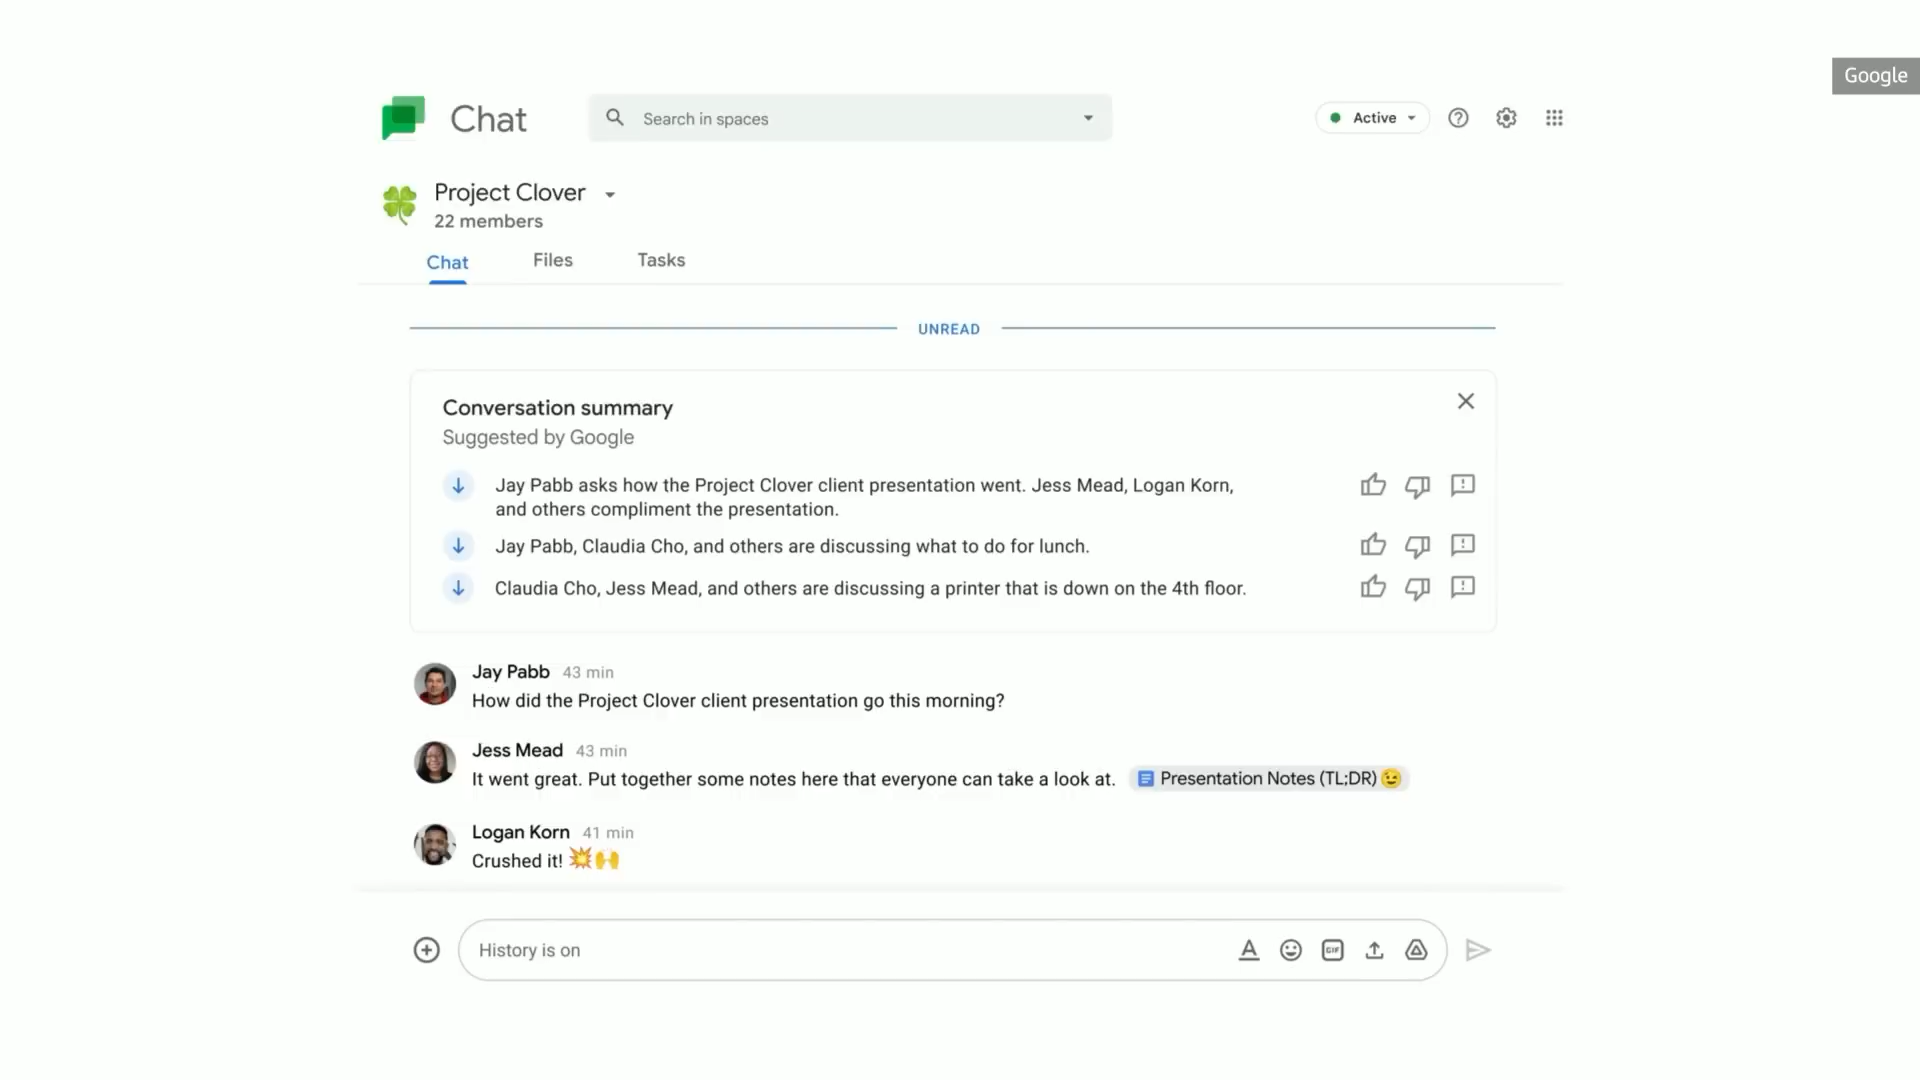 Google
Chat
Search in spaces
Active
Project Clover
22 members
Chat
Files
Tasks
UNREAD
Conversation summary
Suggested by Google
Jay Pabb asks how the Project Clover client presentation went. Jess Mead, Logan Korn,
and others compliment the presentation.
Jay Pabb, Claudia Cho, and others are discussing what to do for lunch.
Claudia Cho, Jess Mead, and others are discussing a printer that is down on the 4th floor.
Jay Pabb 43 min
How did the Project Clover client presentation go this morning?
Jess Mead 43 min
It went great. Put together some notes here that everyone can take a look at. Presentation Notes (TL;DR) 😉
Logan Korn 41 min
Crushed it! 💥🙌
History is on
A
GIF